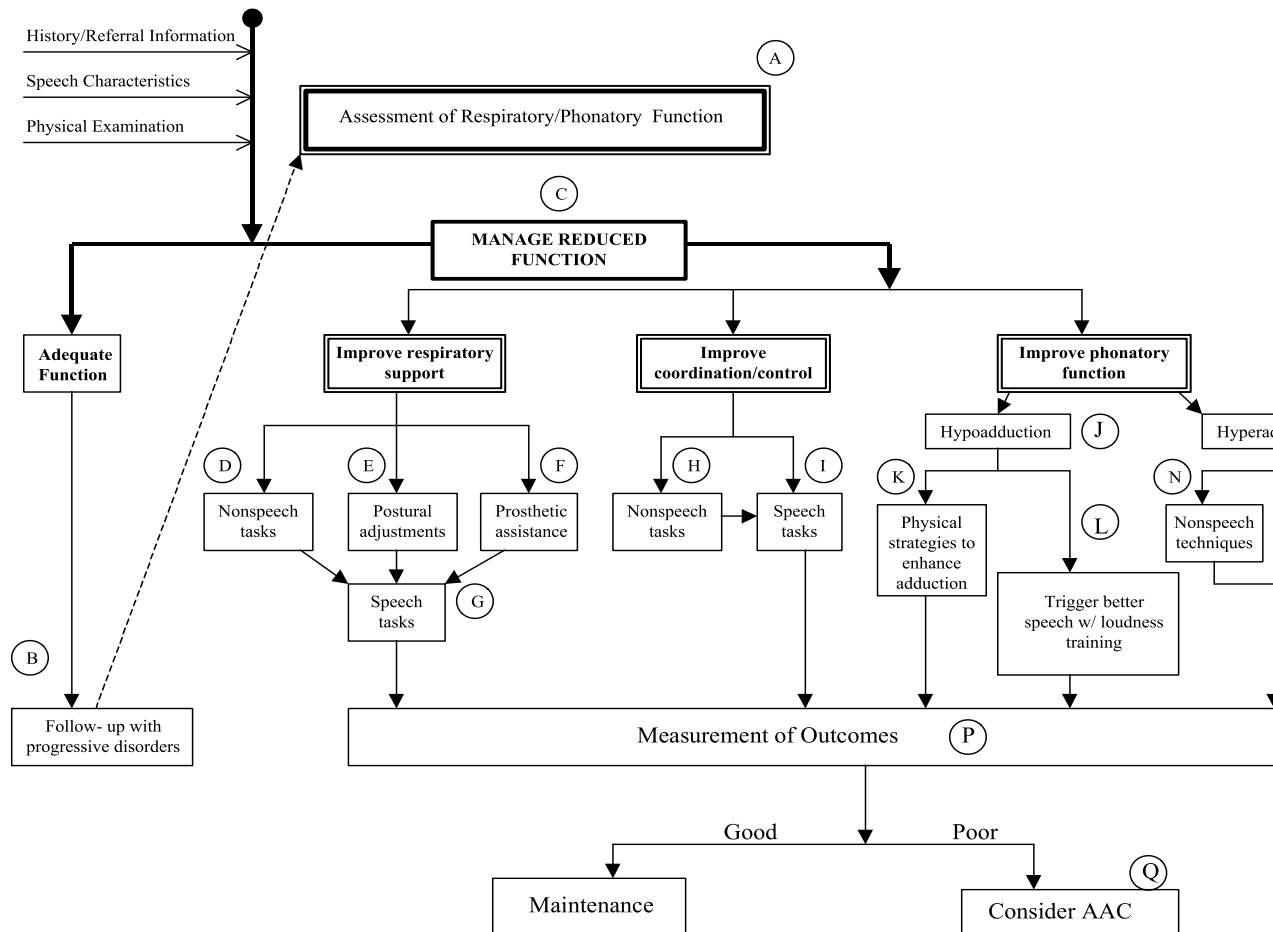 History/Referral Information
Speech Characteristics
Physical Examination
A
Assessment of Respiratory/Phonatory Function
C
MANAGE REDUCED
FUNCTION
Adequate
Function
Improve respiratory
support
Improve
coordination/control
Improve phonatory
function
Hypoadduction
J
Hyperad
D
E
F
H
I
K
N
L
Nonspeech
tasks
Postural
adjustments
Prosthetic
assistance
Nonspeech
tasks
Speech
tasks
Physical
strategies to
enhance
adduction
Nonspeech
techniques
Speech
tasks
G
Trigger better
speech w/ loudness
training
B
Follow- up with
progressive disorders
Measurement of Outcomes
P
Good
Poor
Maintenance
Consider AAC
Q